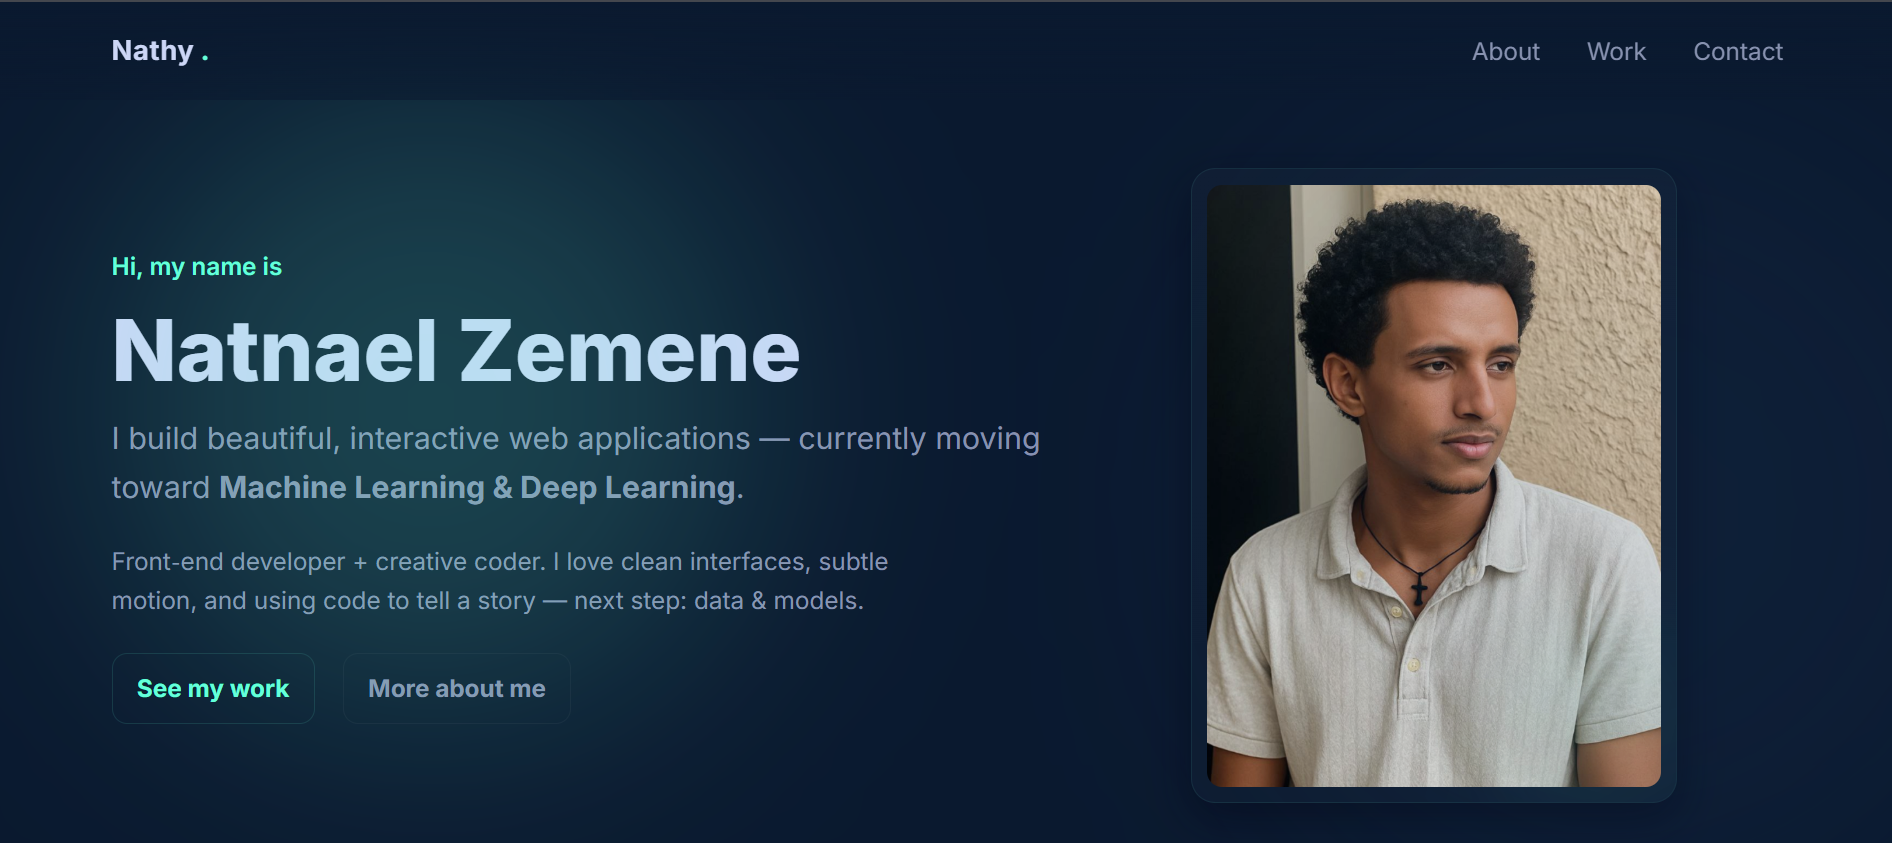 Nathy .
About Work Contact
Hi, my name is
Natnael Zemene
I build beautiful, interactive web applications — currently moving
toward Machine Learning & Deep Learning.
Front-end developer + creative coder. I love clean interfaces, subtle
motion, and using code to tell a story — next step: data & models.
See my work
More about me